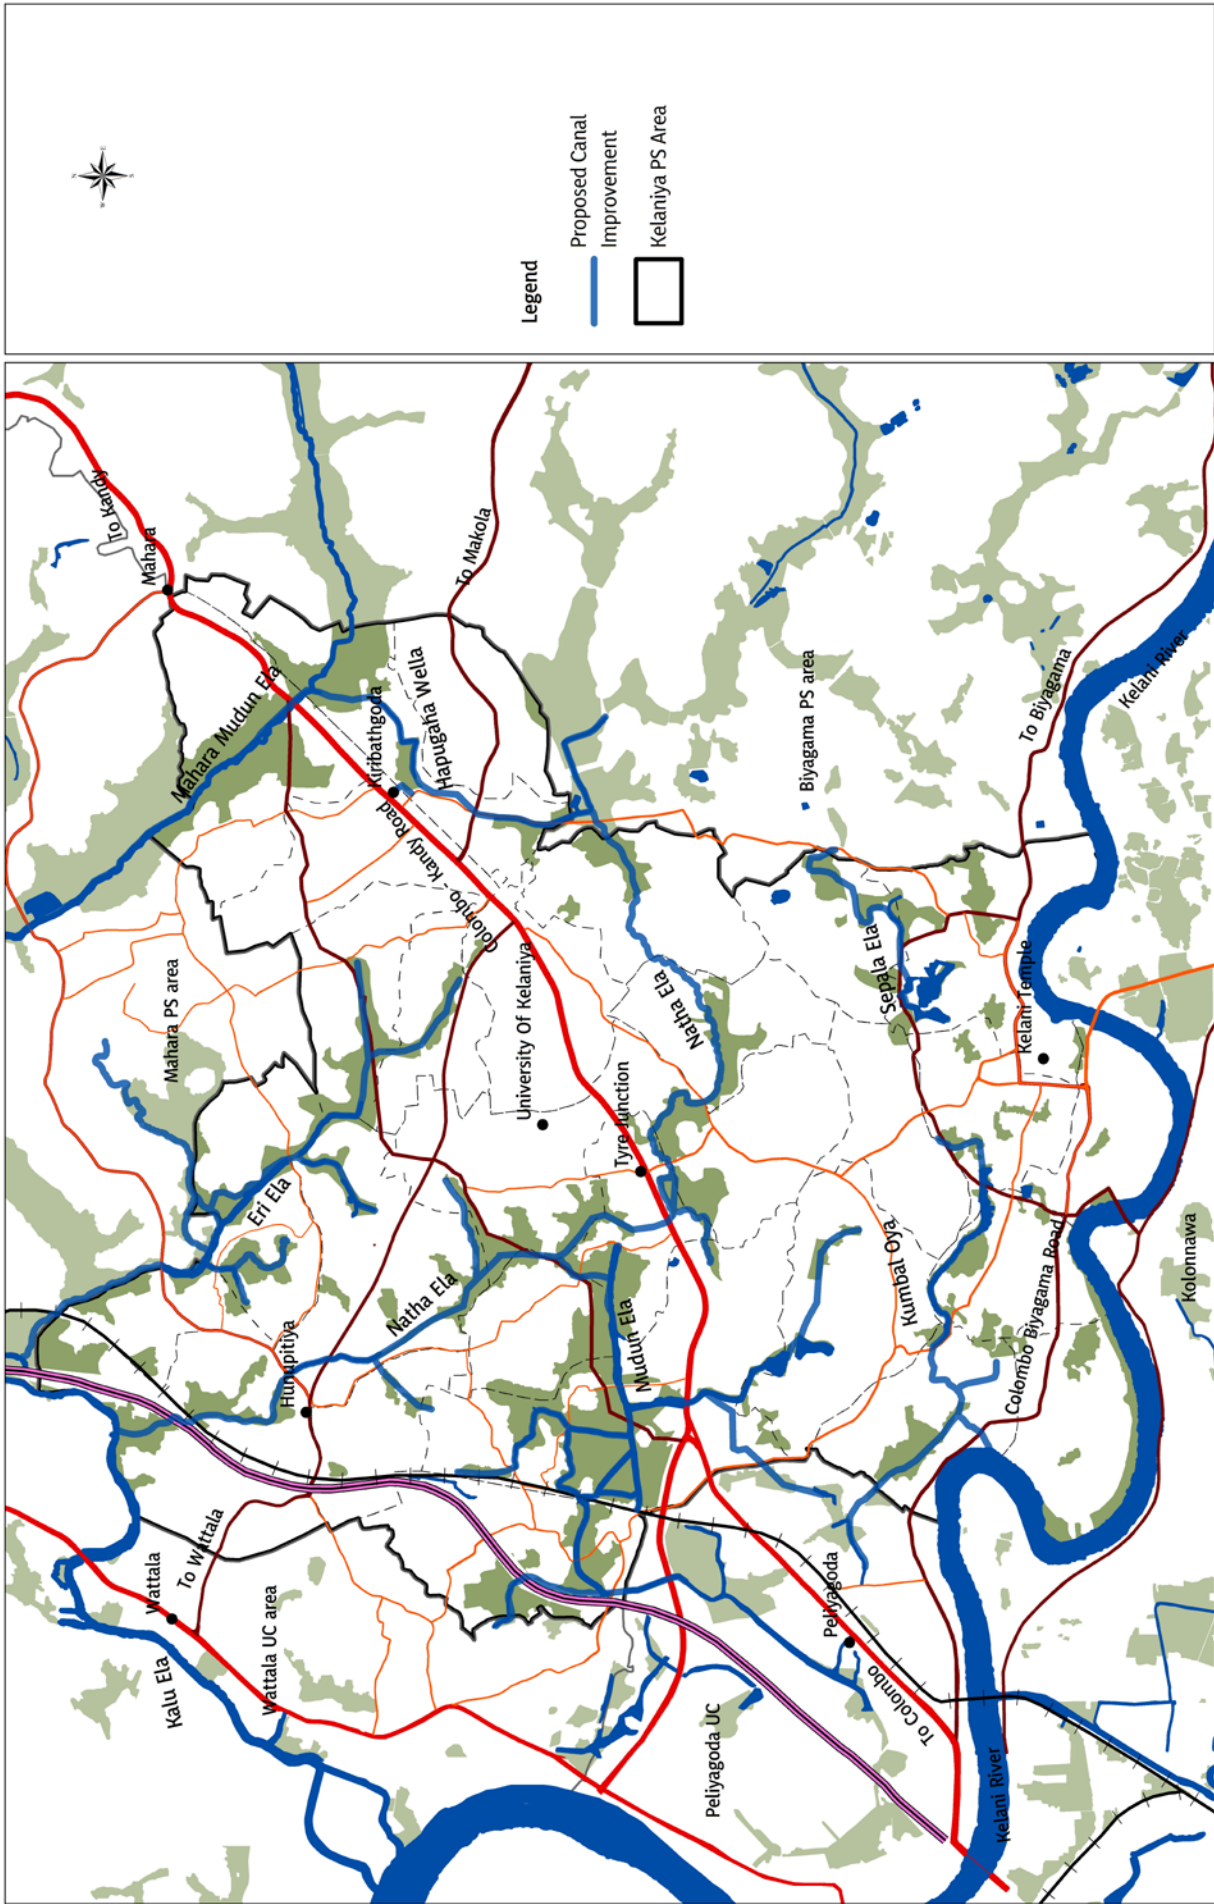 N
E
S
W
Legend
Proposed Canal
Improvement
Kelaniya PS Area
To Kandy
Mahara
To Makola
Mahara Mudun Ela
Kiribathgoda
Hapugaha Wella
Colombo - Kandy Road
Biyagama PS area
To Biyagama
Kelani River
Mahara PS area
University Of Kelaniya
Natha Ela
Sepala Ela
Kelani Temple
Eri Ela
Tyre Junction
Hunupitiya
Natha Ela
Mudun Ela
Kumbal Oya
Colombo Biyagama Road
Kolonnawa
Wattala
To Wattala
Kalu Ela
Wattala UC area
Peliyagoda
To Colombo
Peliyagoda UC
Kelani River